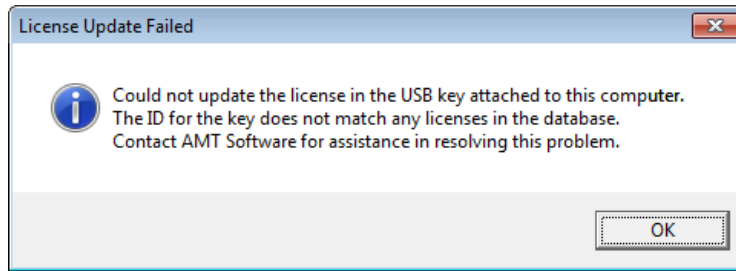 License Update Failed
Could not update the license in the USB key attached to this computer.
The ID for the key does not match any licenses in the database.
Contact AMT Software for assistance in resolving this problem.
OK